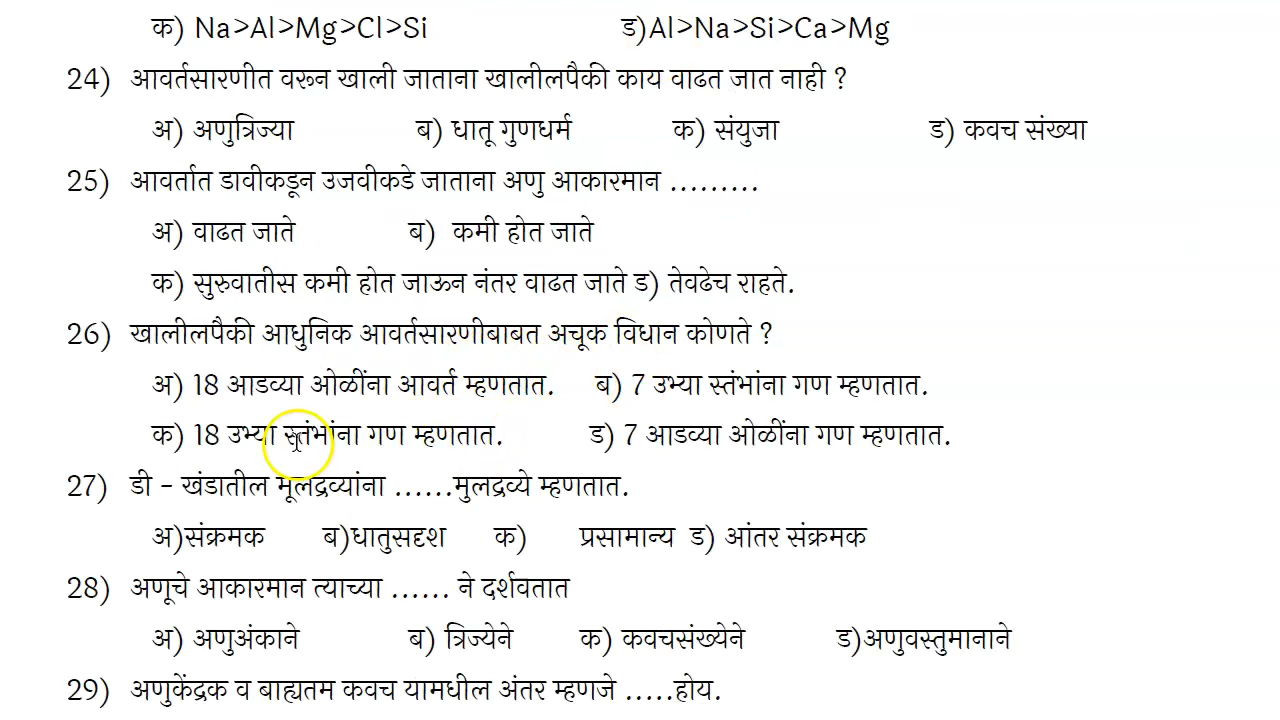 क) Na>Al>Mg>Cl>Si ड)Al>Na>Si>Ca>Mg
24) आवर्तसारणीत वरून खाली जाताना खालीलपैकी काय वाढत जात नाही ?
अ) अणुत्रिज्या ब) धातू गुणधर्म क) संयुजा ड) कवच संख्या
25) आवर्तात डावीकडून उजवीकडे जाताना अणु आकारमान .........
अ) वाढत जाते ब) कमी होत जाते
क) सुरुवातीस कमी होत जाऊन नंतर वाढत जाते ड) तेवढेच राहते.
26) खालीलपैकी आधुनिक आवर्तसारणीबाबत अचूक विधान कोणते ?
अ) 18 आडव्या ओळींना आवर्त म्हणतात. ब) 7 उभ्या स्तंभांना गण म्हणतात.
क) 18 उभ्या स्तंभांना गण म्हणतात. ड) 7 आडव्या ओळींना गण म्हणतात.
27) डी - खंडातील मूलद्रव्यांना ......मुलद्रव्ये म्हणतात.
अ)संक्रमक ब)धातुसदृश क) प्रसामान्य ड) आंतर संक्रमक
28) अणूचे आकारमान त्याच्या ...... ने दर्शवतात
अ) अणुअंकाने ब) त्रिज्येने क) कवचसंख्येने ड)अणुवस्तुमानाने
29) अणुकेंद्रक व बाह्यतम कवच यामधील अंतर म्हणजे .....होय.